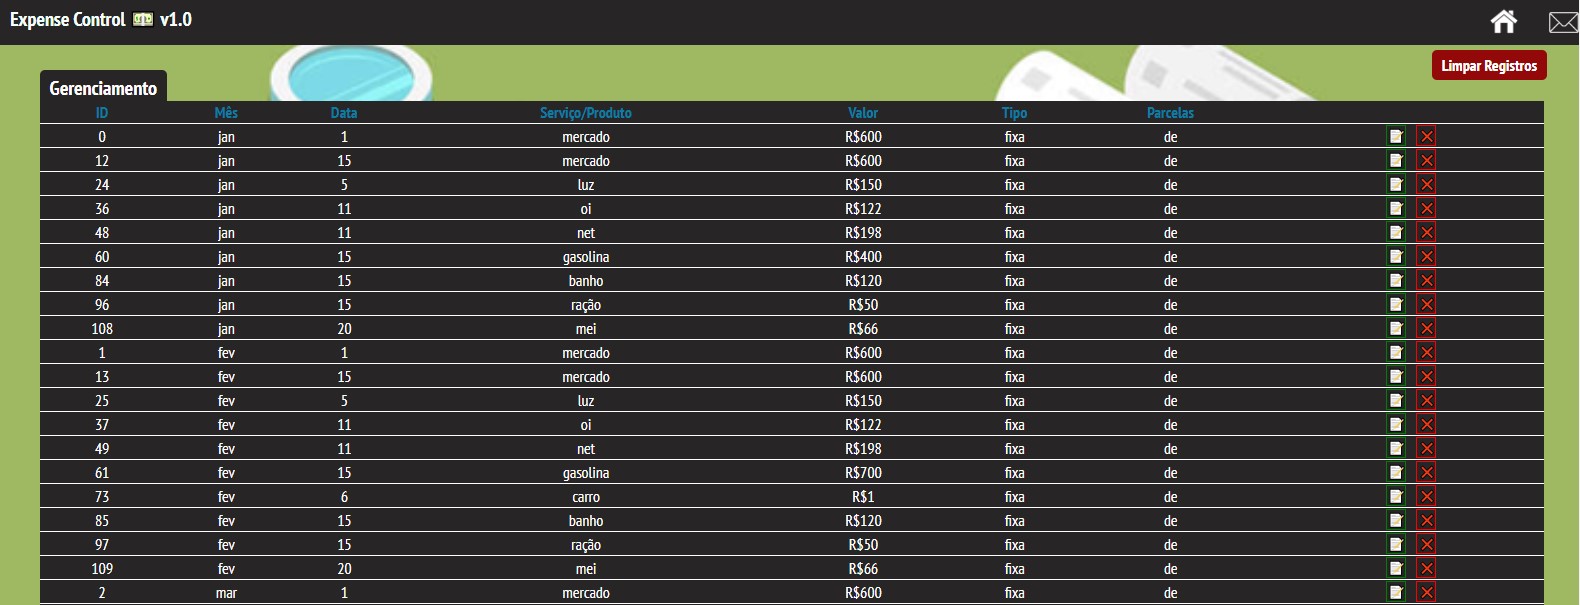 Expense Control 💵 v1.0
Limpar Registros
Gerenciamento
ID Mês Data Serviço/Produto Valor Tipo Parcelas
0 jan 1 mercado R$600 fixa de
12 jan 15 mercado R$600 fixa de
24 jan 5 luz R$150 fixa de
36 jan 11 oi R$122 fixa de
48 jan 11 net R$198 fixa de
60 jan 15 gasolina R$400 fixa de
84 jan 15 banho R$120 fixa de
96 jan 15 ração R$50 fixa de
108 jan 20 mei R$66 fixa de
1 fev 1 mercado R$600 fixa de
13 fev 15 mercado R$600 fixa de
25 fev 5 luz R$150 fixa de
37 fev 11 oi R$122 fixa de
49 fev 11 net R$198 fixa de
61 fev 15 gasolina R$700 fixa de
73 fev 6 carro R$1 fixa de
85 fev 15 banho R$120 fixa de
97 fev 15 ração R$50 fixa de
109 fev 20 mei R$66 fixa de
2 mar 1 mercado R$600 fixa de